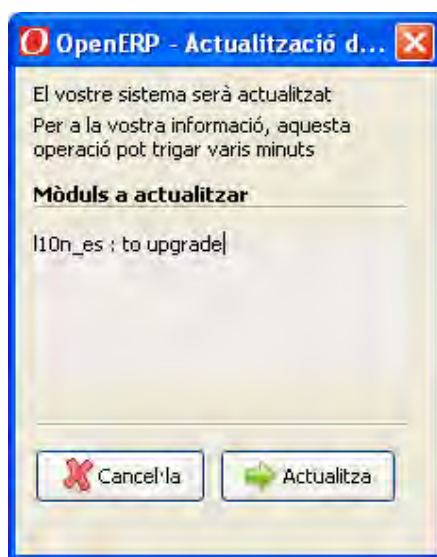 OpenERP - Actualització d...
El vostre sistema serà actualitzat
Per a la vostra informació, aquesta
operació pot trigar varis minuts
Mòduls a actualitzar
l10n_es : to upgrade
Cancel·la
Actualitza